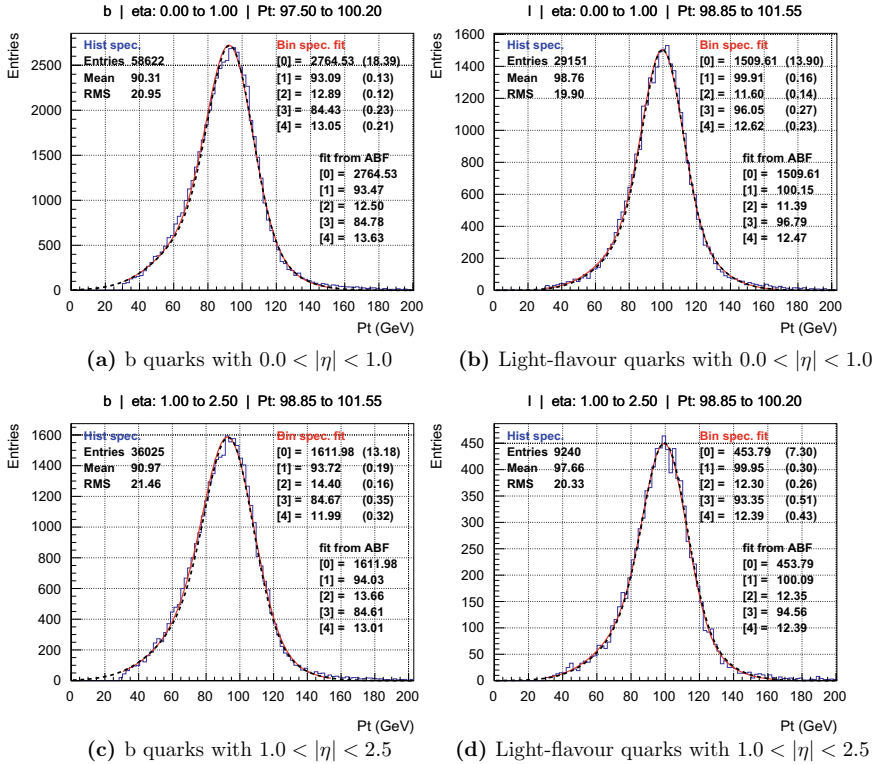 b | eta: 0.00 to 1.00 | Pt: 97.50 to 100.20
Entries
Hist spec.
Entries 58622
Mean 90.31
RMS 20.95
Bin spec. fit
[0] = 2764.53 (18.39)
[1] = 93.09 (0.13)
[2] = 12.89 (0.12)
[3] = 84.43 (0.23)
[4] = 13.05 (0.21)
fit from ABF
[0] = 2764.53
[1] = 93.47
[2] = 12.50
[3] = 84.78
[4] = 13.63
2500
2000
1500
1000
500
0
0 20 40 60 80 100 120 140 160 180 200
Pt (GeV)
(a) b quarks with 0.0 < |η| < 1.0
l | eta: 0.00 to 1.00 | Pt: 98.85 to 101.55
Entries
Hist spec.
Entries 29151
Mean 98.76
RMS 19.90
Bin spec. fit
[0] = 1509.61 (13.90)
[1] = 99.91 (0.16)
[2] = 11.60 (0.14)
[3] = 96.05 (0.27)
[4] = 12.62 (0.23)
fit from ABF
[0] = 1509.61
[1] = 100.15
[2] = 11.39
[3] = 96.79
[4] = 12.47
1600
1400
1200
1000
800
600
400
200
0
0 20 40 60 80 100 120 140 160 180 200
Pt (GeV)
(b) Light-flavour quarks with 0.0 < |η| < 1.0
b | eta: 1.00 to 2.50 | Pt: 98.85 to 101.55
Entries
Hist spec.
Entries 36025
Mean 90.97
RMS 21.46
Bin spec. fit
[0] = 1611.98 (13.18)
[1] = 93.72 (0.19)
[2] = 14.40 (0.16)
[3] = 84.67 (0.35)
[4] = 11.99 (0.32)
fit from ABF
[0] = 1611.98
[1] = 94.03
[2] = 13.66
[3] = 84.61
[4] = 13.01
1600
1400
1200
1000
800
600
400
200
0
0 20 40 60 80 100 120 140 160 180 200
Pt (GeV)
(c) b quarks with 1.0 < |η| < 2.5
l | eta: 1.00 to 2.50 | Pt: 98.85 to 100.20
Entries
Hist spec.
Entries 9240
Mean 97.66
RMS 20.33
Bin spec. fit
[0] = 453.79 (7.30)
[1] = 99.95 (0.30)
[2] = 12.30 (0.26)
[3] = 93.35 (0.51)
[4] = 12.39 (0.43)
fit from ABF
[0] = 453.79
[1] = 100.09
[2] = 12.35
[3] = 94.56
[4] = 12.39
450
400
350
300
250
200
150
100
50
0
0 20 40 60 80 100 120 140 160 180 200
Pt (GeV)
(d) Light-flavour quarks with 1.0 < |η| < 2.5